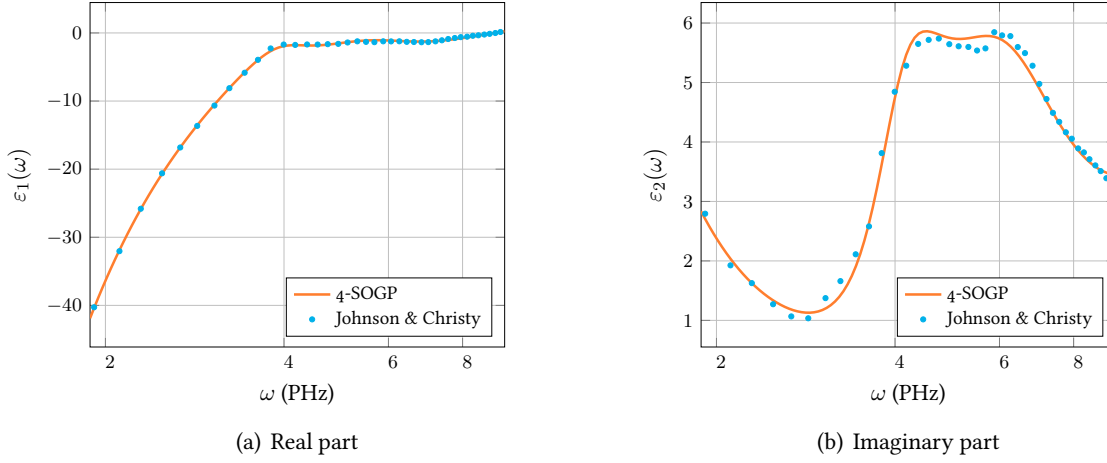 0
−10
−20
−30
−40
ε₁(ω)
4-SOGP
Johnson & Christy
2
4
6
8
ω (PHz)
(a) Real part
6
5
4
3
2
1
ε₂(ω)
4-SOGP
Johnson & Christy
2
4
6
8
ω (PHz)
(b) Imaginary part